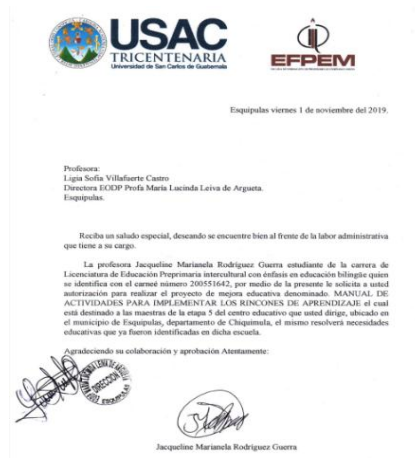 USAC
TRICENTENARIA
Universidad de San Carlos de Guatemala
EFPEM
Esquipulas viernes 1 de noviembre del 2019.
Profesora:
Ligia Sofia Villafuerte Castro
Directora EODP Profa María Lucinda Leiva de Argueta.
Esquipulas.
Reciba un saludo especial, deseando se encuentre bien al frente de la labor administrativa
que tiene a su cargo.
La profesora Jacqueline Marianela Rodríguez Guerra estudiante de la carrera de
Licenciatura de Educación Preprimaria intercultural con énfasis en educación bilingüe quien
se identifica con el carneé número 200551642, por medio de la presente le solicita a usted
autorización para realizar el proyecto de mejora educativa denominado. MANUAL DE
ACTIVIDADES PARA IMPLEMENTAR LOS RINCONES DE APRENDIZAJE el cual
está destinado a las maestras de la etapa 5 del centro educativo que usted dirige, ubicado en
el municipio de Esquipulas, departamento de Chiquimula, el mismo resolverá necesidades
educativas que ya fueron identificadas en dicha escuela.
Agradeciendo su colaboración y aprobación Atentamente:
DIRECCION
ESQUIPULAS
Jacqueline Marianela Rodríguez Guerra